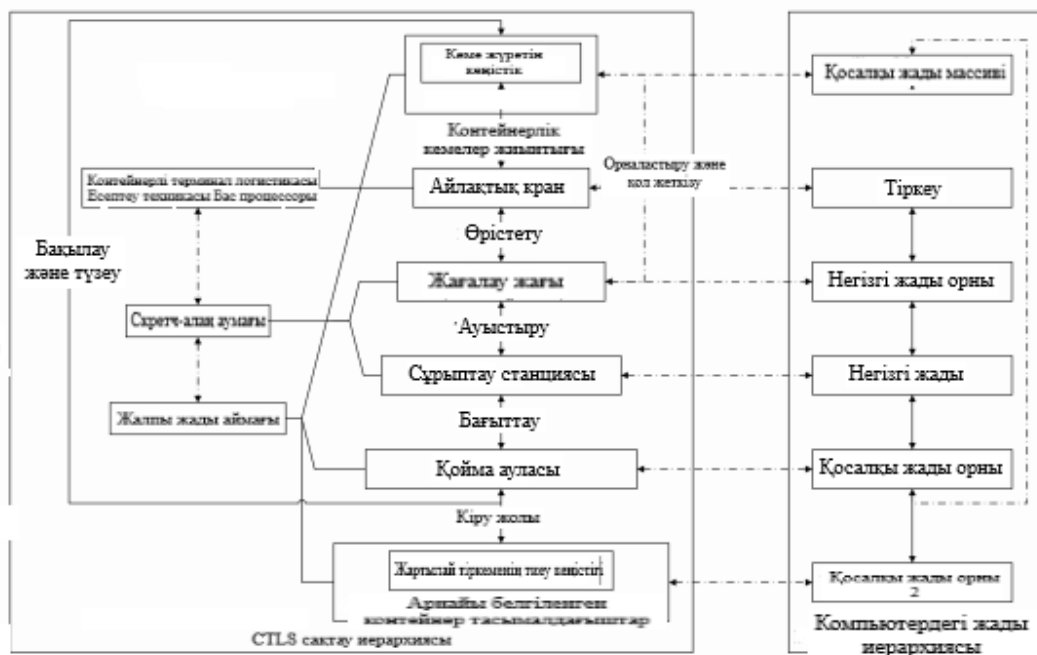 Кеме жүретін
кеңістік
Контейнерлік
кемелер жиынтығы
Контейнерлі терминал логистикасы
Есептеу техникасы Бас процессоры
Айлақтық кран
Орналастыру және
қол жеткізу
Өрістету
Бақылау
және түзеу
Жағалау жағы
Скретч-алаң аумағы
Ауыстыру
Сұрыптау станциясы
Бағыттау
Жалпы жады аймағы
Қойма ауласы
Кіру жолы
Жартылай тіркеменің тиеу кеңістігі
Арнайы белгіленген
контейнер тасымалдағыштар
CTLS сақтау иерархиясы
Қосалқы жады массиві
Тіркеу
Негізгі жады орны
Негізгі жады
Қосалқы жады орны
Қосалқы жады орны
2
Компьютердегі жады
иерархиясы